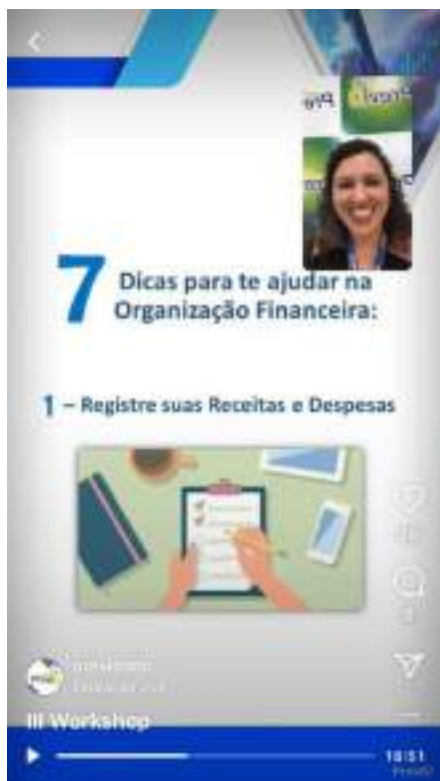 7 Dicas para te ajudar na
Organização Financeira:
1 – Registre suas Receitas e Despesas
III Workshop
18:51